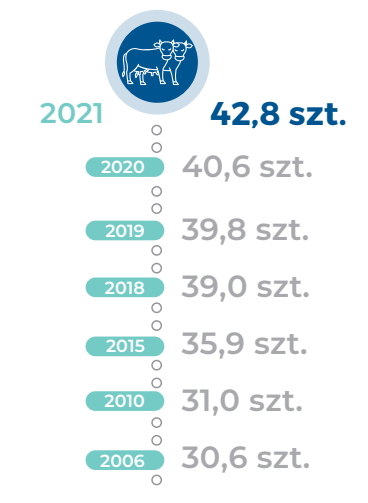 2021 42,8 szt.
2020 40,6 szt.
2019 39,8 szt.
2018 39,0 szt.
2015 35,9 szt.
2010 31,0 szt.
2006 30,6 szt.